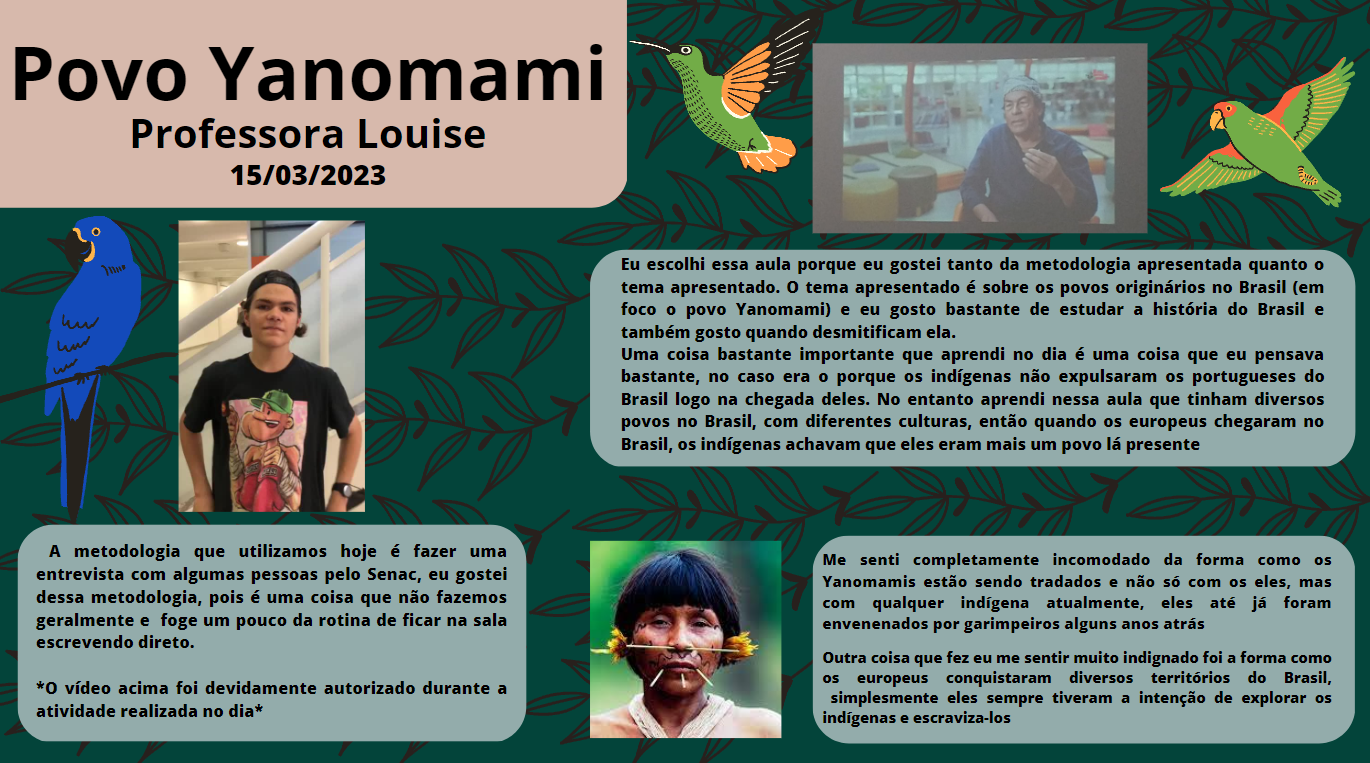 Povo Yanomami
Professora Louise
15/03/2023
Eu escolhi essa aula porque eu gostei tanto da metodologia apresentada quanto o
tema apresentado. O tema apresentado é sobre os povos originários no Brasil (em
foco o povo Yanomami) e eu gosto bastante de estudar a história do Brasil e
também gosto quando desmitificam ela.
Uma coisa bastante importante que aprendi no dia é uma coisa que eu pensava
bastante, no caso era o porque os indígenas não expulsaram os portugueses do
Brasil logo na chegada deles. No entanto aprendi nessa aula que tinham diversos
povos no Brasil, com diferentes culturas, então quando os europeus chegaram no
Brasil, os indígenas achavam que eles eram mais um povo lá presente
A metodologia que utilizamos hoje é fazer uma
entrevista com algumas pessoas pelo Senac, eu gostei
dessa metodologia, pois é uma coisa que não fazemos
geralmente e foge um pouco da rotina de ficar na sala
escrevendo direto.
*O vídeo acima foi devidamente autorizado durante a
atividade realizada no dia*
Me senti completamente incomodado da forma como os
Yanomamis estão sendo tradados e não só com os eles, mas
com qualquer indígena atualmente, eles até já foram
envenenados por garimpeiros alguns anos atrás
Outra coisa que fez eu me sentir muito indignado foi a forma como
os europeus conquistaram diversos territórios do Brasil,
simplesmente eles sempre tiveram a intenção de explorar os
indígenas e escraviza-los